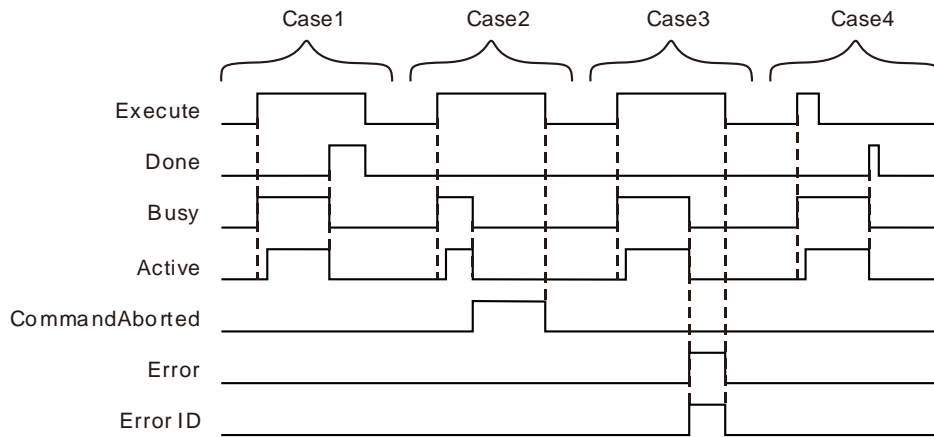 Case1 Case2 Case3 Case4
Execute
Done
Busy
Active
CommandAborted
Error
Error ID